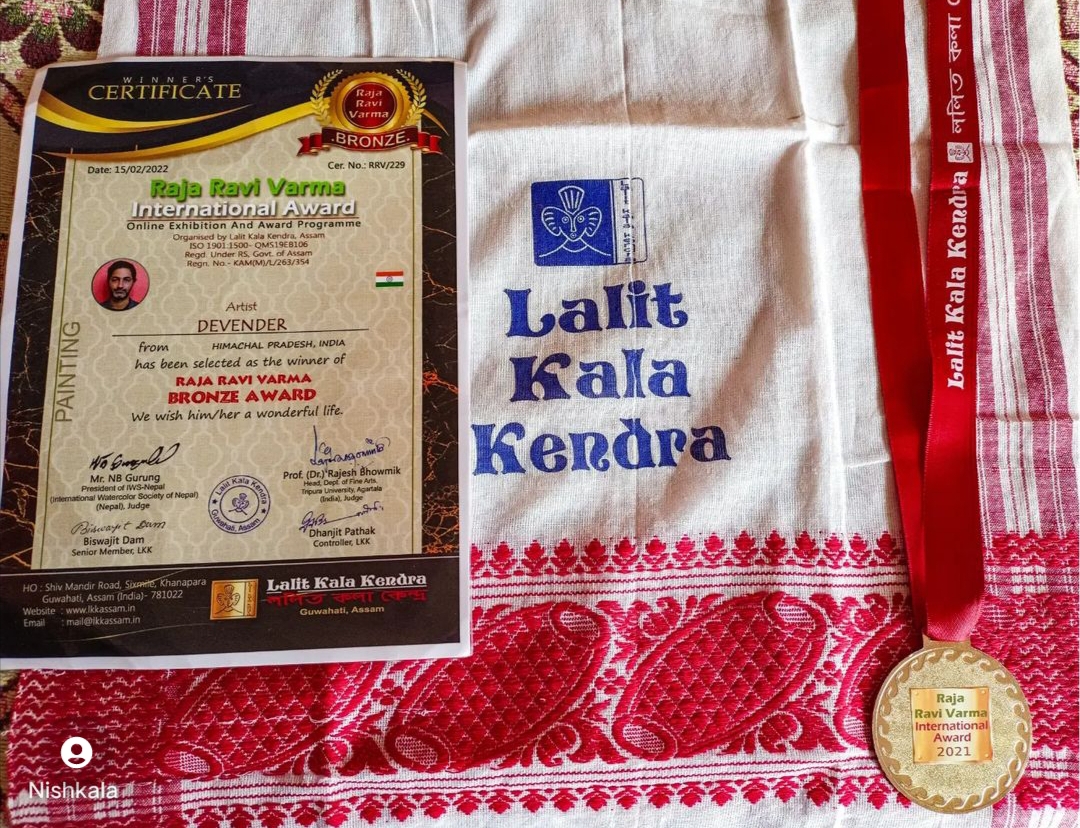 WINNER'S
CERTIFICATE
Raja
Ravi
Varma
BRONZE
Date: 15/02/2022
Cer. No.: RRV/229
Raja Ravi Varma
International Award
Online Exhibition And Award Programme
Organised by Lalit Kala Kendra, Assam
ISO 1901:1500- QMS19EB106
Regd. Under RS, Govt. of Assam
Regn. No.- KAM(M)/L/263/354
PAINTING
Artist
DEVENDER
from HIMACHAL PRADESH, INDIA
has been selected as the winner of
RAJA RAVI VARMA
BRONZE AWARD
We wish him/her a wonderful life.
Mr. NB Gurung
President of IWS-Nepal
(International Watercolor Society of Nepal)
(Nepal), Judge
Prof. (Dr.) Rajesh Bhowmik
Head, Dept. of Fine Arts,
Tripura University, Agartala
(India), Judge
Lalit Kala Kendra
Guwahati, Assam
Biswajit Dam
Biswajit Dam
Senior Member, LKK
Dhanjit Pathak
Controller, LKK
HO : Shiv Mandir Road, Sixmile, Khanapara
Guwahati, Assam (India)- 781022
Website : www.lkkassam.in
Email : mail@lkkassam.in
Lalit Kala Kendra
ললিত কলা কেন্দ্ৰ
Guwahati, Assam
Lalit
Kala
Kendra
Lalit Kala Kendra
ললিত কলা
Raja
Ravi Varma
International
Award
2021
Nishkala